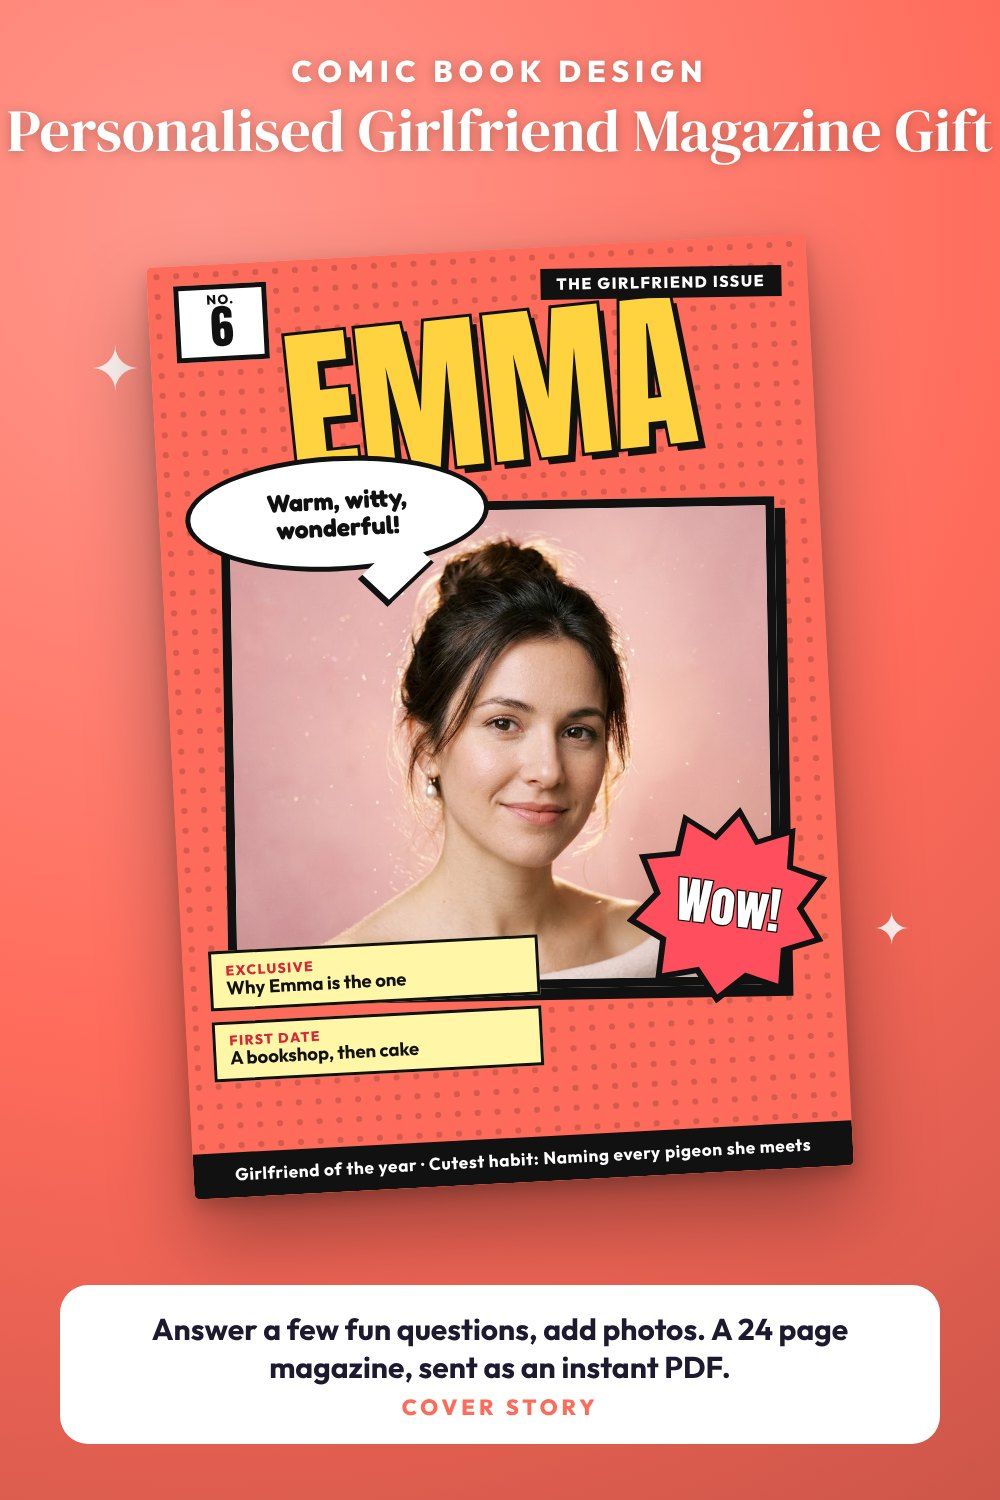 COMIC BOOK DESIGN
Personalised Girlfriend Magazine Gift
THE GIRLFRIEND ISSUE
NO.
6
EMMA
Warm, witty,
wonderful!
Wow!
EXCLUSIVE
Why Emma is the one
FIRST DATE
A bookshop, then cake
Girlfriend of the year · Cutest habit: Naming every pigeon she meets
Answer a few fun questions, add photos. A 24 page
magazine, sent as an instant PDF.
COVER STORY